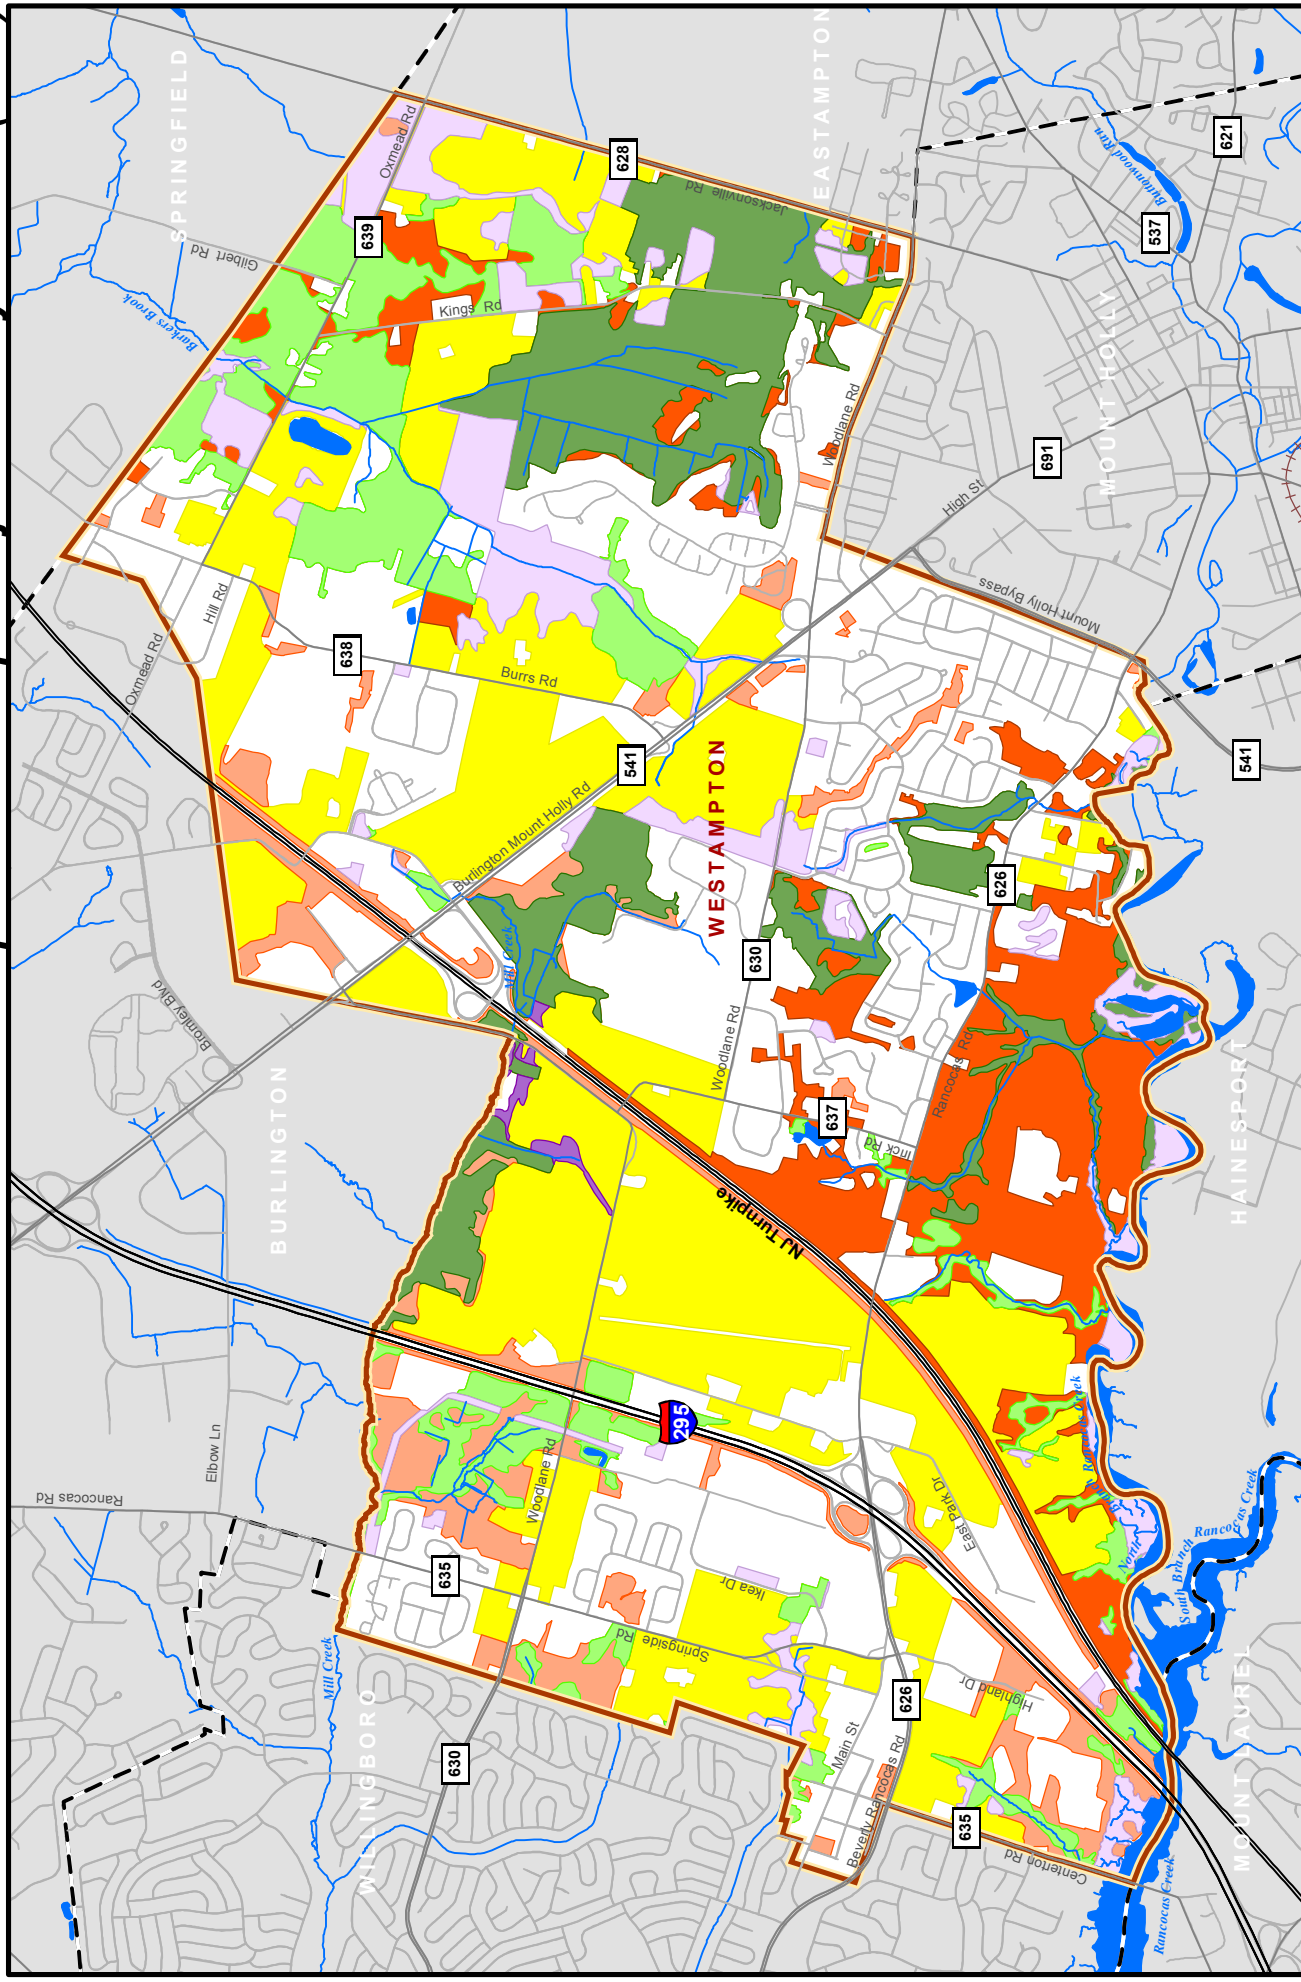 SPRINGFIELD
EASTAMPTON
Oxmead Rd
621
628
Buttonwood Run
Jacksonville Rd
639
537
Gilbert Rd
Barkers Brook
Kings Rd
MOUNT HOLLY
Woodlane Rd
691
High St
Hill Rd
Mount Holly Bypass
Oxmead Rd
638
Burrs Rd
541
541
Burlington Mount Holly Rd
WESTAMPTON
626
Mill Creek
630
Bromley Blvd
Woodlane Rd
Rancocas Rd
BURLINGTON
637
Irick Rd
HAINESPORT
NJ Turnpike
295
North Branch Rancocas Creek
Elbow Ln
Rancocas Rd
Woodlane Rd
East Park Dr
South Branch Rancocas Creek
635
Ikea Dr
Springside Rd
Mill Creek
Highland Dr
626
Main St
WILLINGBORO
630
Beverly Rancocas Rd
MOUNT LAUREL
635
Centerton Rd
Rancocas Creek